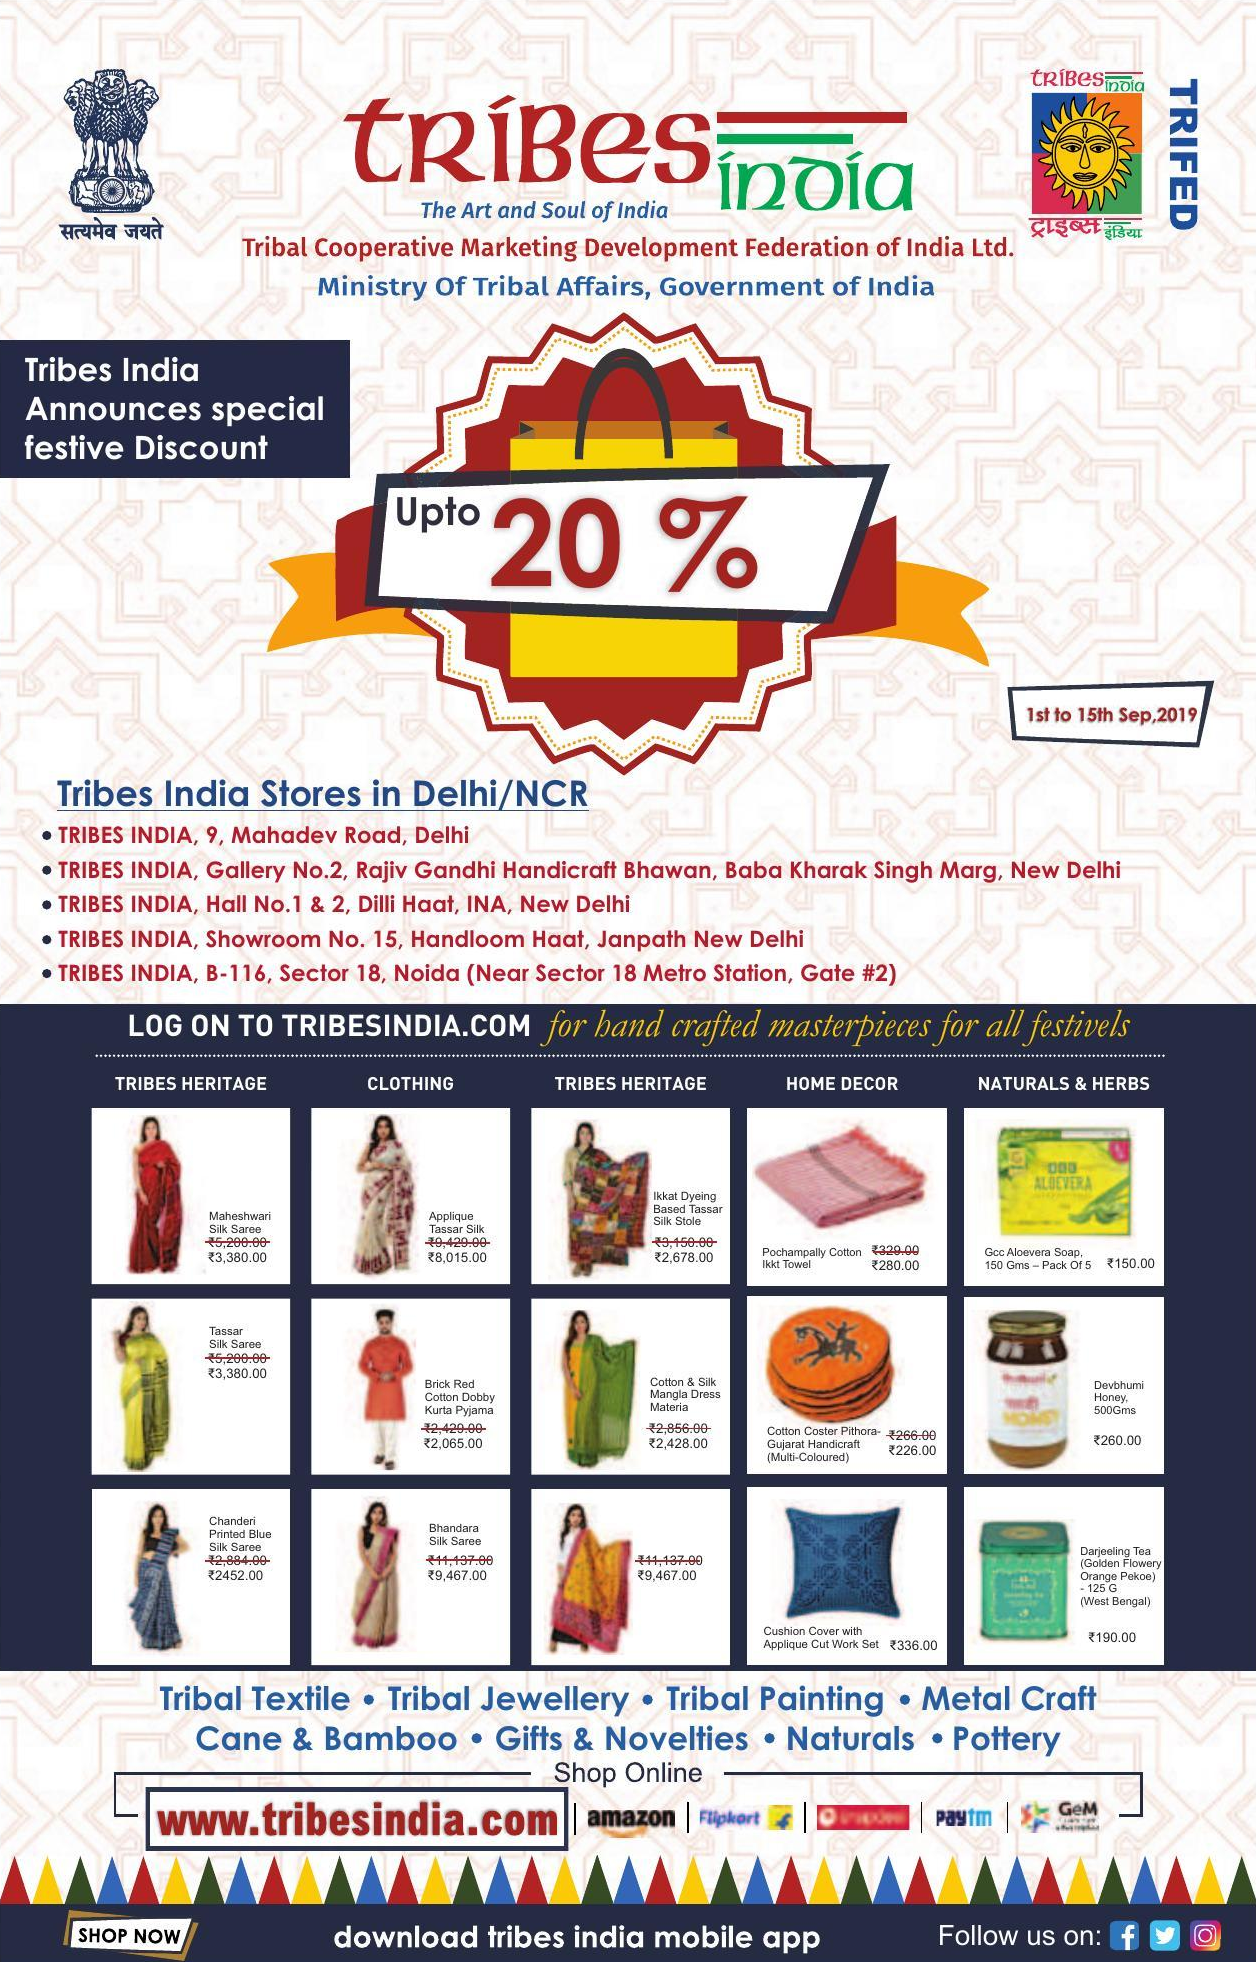 सत्यमेव जयते
tRíBes
índía
The Art and Soul of India
tRíBes
índía
ट्राइब्स
इंडिया
TRIFED
Tribal Cooperative Marketing Development Federation of India Ltd.
Ministry Of Tribal Affairs, Government of India
Tribes India
Announces special
festive Discount
Upto 20 %
1st to 15th Sep,2019
Tribes India Stores in Delhi/NCR
• TRIBES INDIA, 9, Mahadev Road, Delhi
• TRIBES INDIA, Gallery No.2, Rajiv Gandhi Handicraft Bhawan, Baba Kharak Singh Marg, New Delhi
• TRIBES INDIA, Hall No.1 & 2, Dilli Haat, INA, New Delhi
• TRIBES INDIA, Showroom No. 15, Handloom Haat, Janpath New Delhi
• TRIBES INDIA, B-116, Sector 18, Noida (Near Sector 18 Metro Station, Gate #2)
LOG ON TO TRIBESINDIA.COM for hand crafted masterpieces for all festivels
TRIBES HERITAGE
CLOTHING
TRIBES HERITAGE
HOME DECOR
NATURALS & HERBS
Maheshwari
Silk Saree
₹5,200.00
₹3,380.00
Applique
Tassar Silk
₹9,429.00
₹8,015.00
Ikkat Dyeing
Based Tassar
Silk Stole
₹3,150.00
₹2,678.00
Pochampally Cotton
Ikkt Towel
₹329.00
₹280.00
ALOEVERA
Gcc Aloevera Soap,
150 Gms – Pack Of 5
₹150.00
Tassar
Silk Saree
₹5,200.00
₹3,380.00
Brick Red
Cotton Dobby
Kurta Pyjama
₹2,429.00
₹2,065.00
Cotton & Silk
Mangla Dress
Materia
₹2,856.00
₹2,428.00
Cotton Coster Pithora-
Gujarat Handicraft
(Multi-Coloured)
₹266.00
₹226.00
HONEY
Devbhumi
Honey,
500Gms
₹260.00
Chanderi
Printed Blue
Silk Saree
₹2,884.00
₹2452.00
Bhandara
Silk Saree
₹11,137.00
₹9,467.00
₹11,137.00
₹9,467.00
Cushion Cover with
Applique Cut Work Set
₹336.00
Darjeeling Tea
(Golden Flowery
Orange Pekoe)
- 125 G
(West Bengal)
₹190.00
Tribal Textile • Tribal Jewellery • Tribal Painting • Metal Craft
Cane & Bamboo • Gifts & Novelties • Naturals • Pottery
Shop Online
www.tribesindia.com
amazon
Flipkart
paytm
GeM
SHOP NOW
download tribes india mobile app
Follow us on: